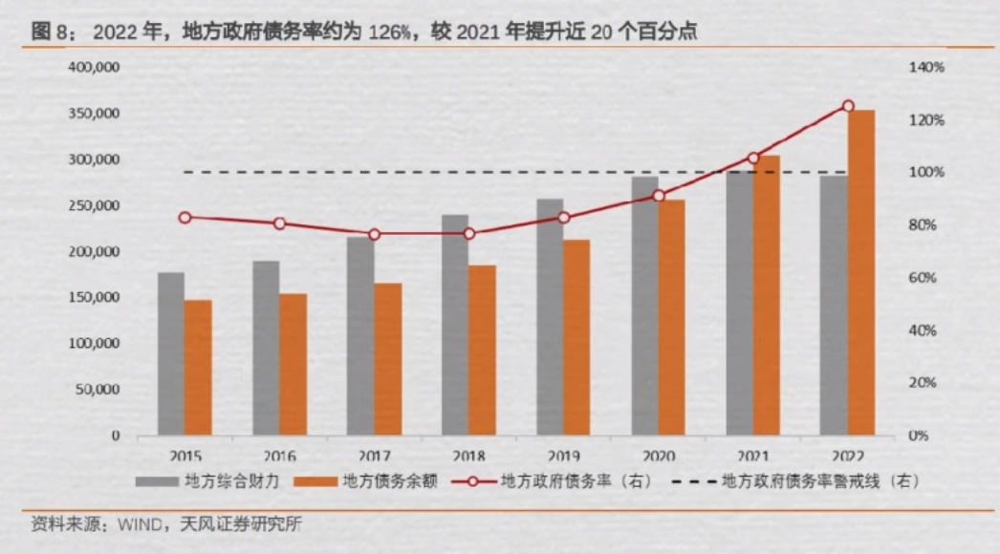 图 8： 2022 年，地方政府债务率约为 126%，较 2021 年提升近 20 个百分点
400,000 140%
350,000 120%
300,000 100%
250,000 80%
200,000 60%
150,000 40%
100,000 20%
50,000 0%
0
2015 2016 2017 2018 2019 2020 2021 2022
地方综合财力 地方债务余额 地方政府债务率（右） 地方政府债务率警戒线（右）
资料来源：WIND，天风证券研究所